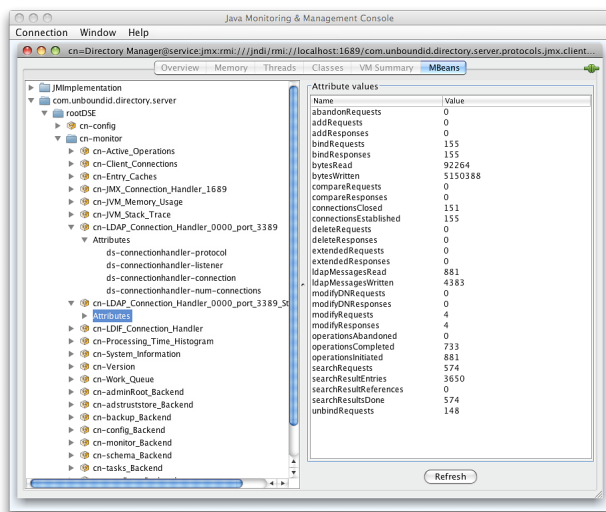 Java Monitoring & Management Console
Connection Window Help
cn=Directory Manager@service:jmx:rmi:///jndi/rmi://localhost:1689/com.unboundid.directory.server.protocols.jmx.client...
Overview Memory Threads Classes VM Summary MBeans
JMImplementation
com.unboundid.directory.server
rootDSE
cn-config
cn-monitor
cn-Active_Operations
cn-Client_Connections
cn-Entry_Caches
cn-JMX_Connection_Handler_1689
cn-JVM_Memory_Usage
cn-JVM_Stack_Trace
cn-LDAP_Connection_Handler_0000_port_3389
Attributes
ds-connectionhandler-protocol
ds-connectionhandler-listener
ds-connectionhandler-connection
ds-connectionhandler-num-connections
cn-LDAP_Connection_Handler_0000_port_3389_St
Attributes
cn-LDIF_Connection_Handler
cn-Processing_Time_Histogram
cn-System_Information
cn-Version
cn-Work_Queue
cn-adminRoot_Backend
cn-adstruststore_Backend
cn-backup_Backend
cn-config_Backend
cn-monitor_Backend
cn-schema_Backend
cn-tasks_Backend
Attribute values
Name Value
abandonRequests 0
addRequests 0
addResponses 0
bindRequests 155
bindResponses 155
bytesRead 92264
bytesWritten 5150388
compareRequests 0
compareResponses 0
connectionsClosed 151
connectionsEstablished 155
deleteRequests 0
deleteResponses 0
extendedRequests 0
extendedResponses 0
ldapMessagesRead 881
ldapMessagesWritten 4383
modifyDNRequests 0
modifyDNResponses 0
modifyRequests 4
modifyResponses 4
operationsAbandoned 0
operationsCompleted 733
operationsInitiated 881
searchRequests 574
searchResultEntries 3650
searchResultReferences 0
searchResultsDone 574
unbindRequests 148
Refresh